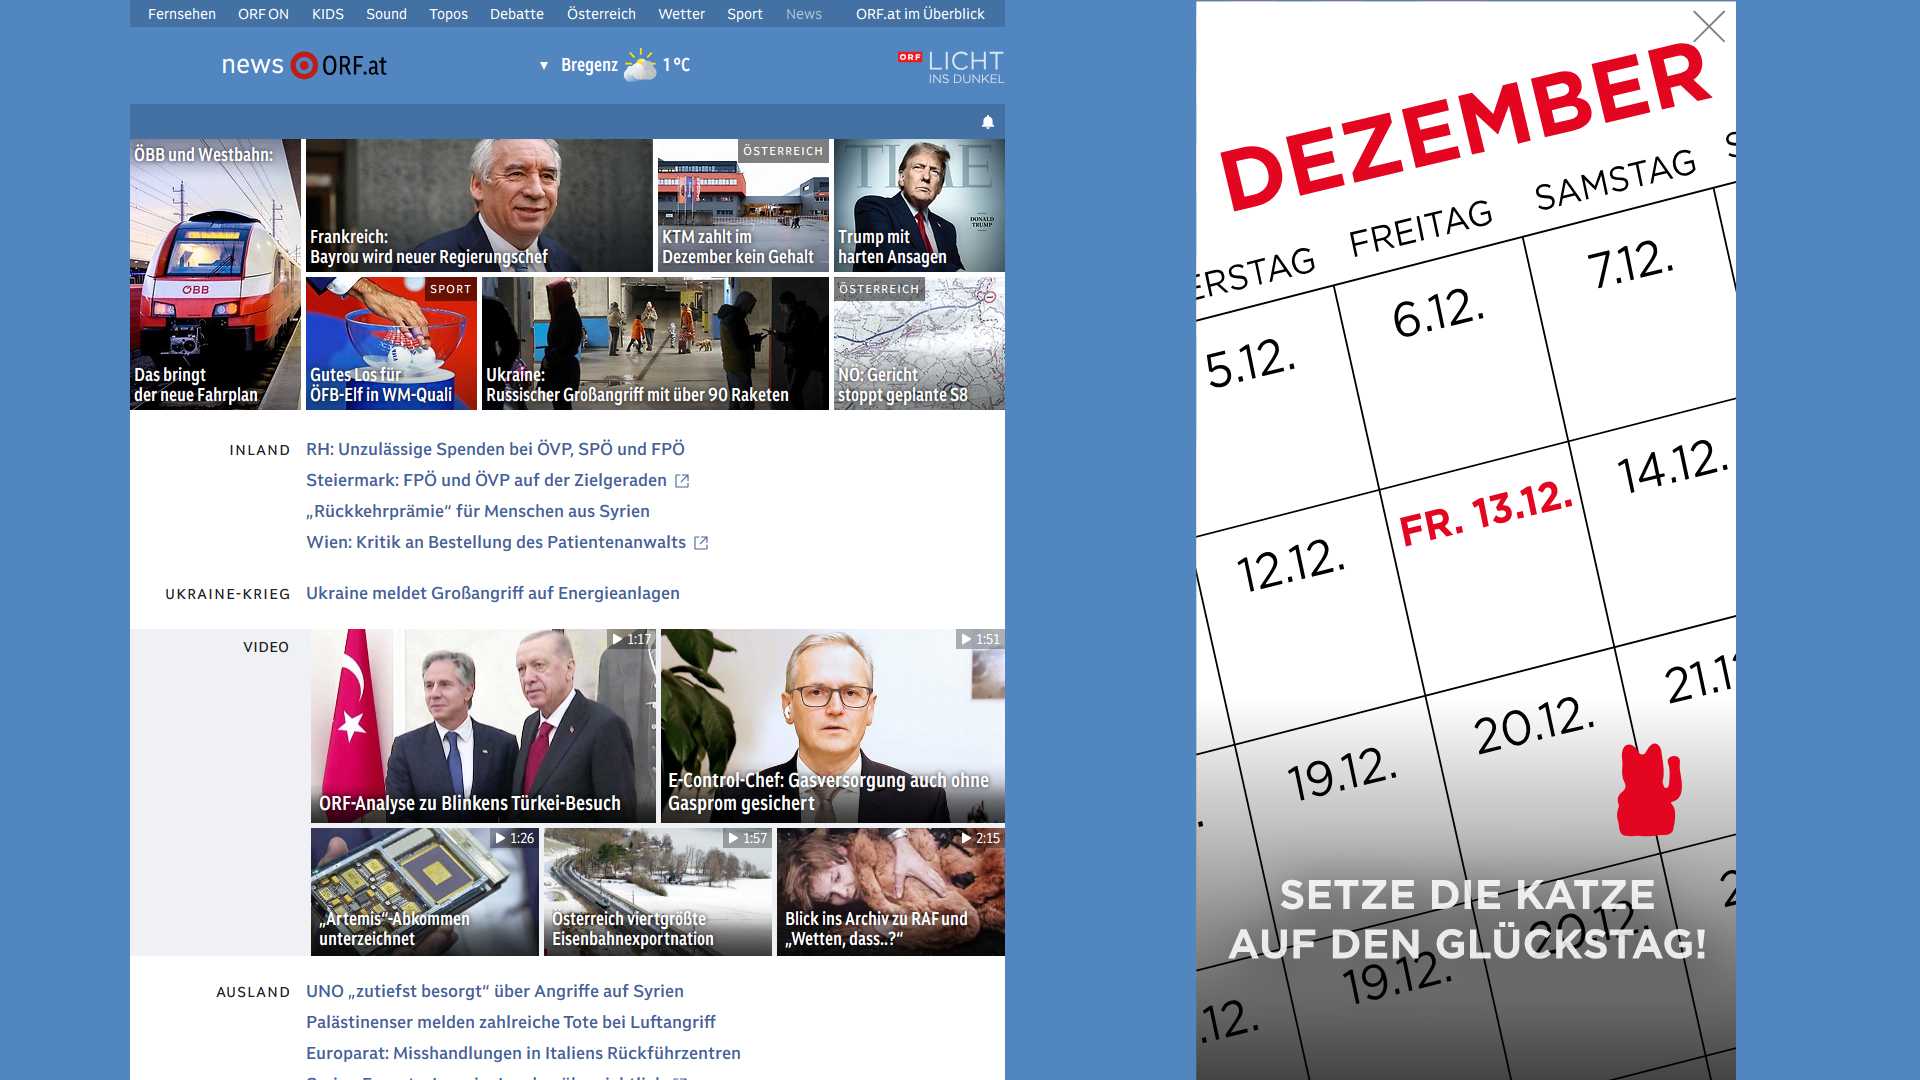 Fernsehen ORF ON KIDS Sound Topos Debatte Österreich Wetter Sport News ORF.at im Überblick
news ORF.at
Bregenz 1 °C
ORF LICHT
INS DUNKEL
ÖBB und Westbahn:
ÖBB
Das bringt
der neue Fahrplan
Frankreich:
Bayrou wird neuer Regierungschef
ÖSTERREICH
KTM zahlt im
Dezember kein Gehalt
TIME
DONALD
TRUMP
Trump mit
harten Ansagen
SPORT
Gutes Los für
ÖFB-Elf in WM-Quali
Ukraine:
Russischer Großangriff mit über 90 Raketen
ÖSTERREICH
NÖ: Gericht
stoppt geplante S8
INLAND
RH: Unzulässige Spenden bei ÖVP, SPÖ und FPÖ
Steiermark: FPÖ und ÖVP auf der Zielgeraden
„Rückkehrprämie“ für Menschen aus Syrien
Wien: Kritik an Bestellung des Patientenanwalts
UKRAINE-KRIEG
Ukraine meldet Großangriff auf Energieanlagen
VIDEO
1:17
ORF-Analyse zu Blinkens Türkei-Besuch
1:51
E-Control-Chef: Gasversorgung auch ohne
Gasprom gesichert
1:26
„Artemis“-Abkommen
unterzeichnet
1:57
Österreich viertgrößte
Eisenbahnexportnation
2:15
Blick ins Archiv zu RAF und
„Wetten, dass..?“
AUSLAND
UNO „zutiefst besorgt“ über Angriffe auf Syrien
Palästinenser melden zahlreiche Tote bei Luftangriff
Europarat: Misshandlungen in Italiens Rückführzentren
DEZEMBER
ERSTAG FREITAG SAMSTAG S
5.12. 6.12. 7.12.
12.12. FR. 13.12. 14.12.
19.12. 20.12. 21.1
SETZE DIE KATZE
AUF DEN GLÜCKSTAG!
.12. 19.12. 20.12. 2